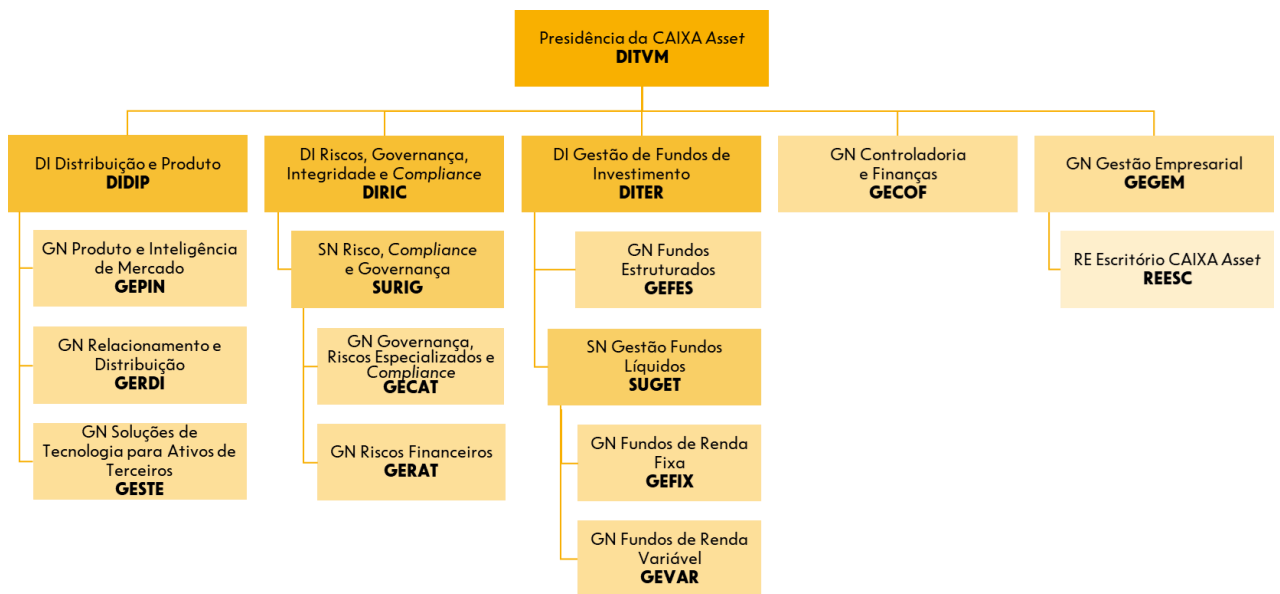 Presidência da CAIXA Asset
DITVM
DI Distribuição e Produto
DIDIP
GN Produto e Inteligência
de Mercado
GEPIN
GN Relacionamento e
Distribuição
GERDI
GN Soluções de
Tecnologia para Ativos de
Terceiros
GESTE
DI Riscos, Governança,
Integridade e Compliance
DIRIC
SN Risco, Compliance
e Governança
SURIG
GN Governança,
Riscos Especializados e
Compliance
GECAT
GN Riscos Financeiros
GERAT
DI Gestão de Fundos de
Investimento
DITER
GN Fundos
Estruturados
GEFES
SN Gestão Fundos
Líquidos
SUGET
GN Fundos de Renda
Fixa
GEFIX
GN Fundos de Renda
Variável
GEVAR
GN Controladoria
e Finanças
GECOF
GN Gestão Empresarial
GEGEM
RE Escritório CAIXA Asset
REESC